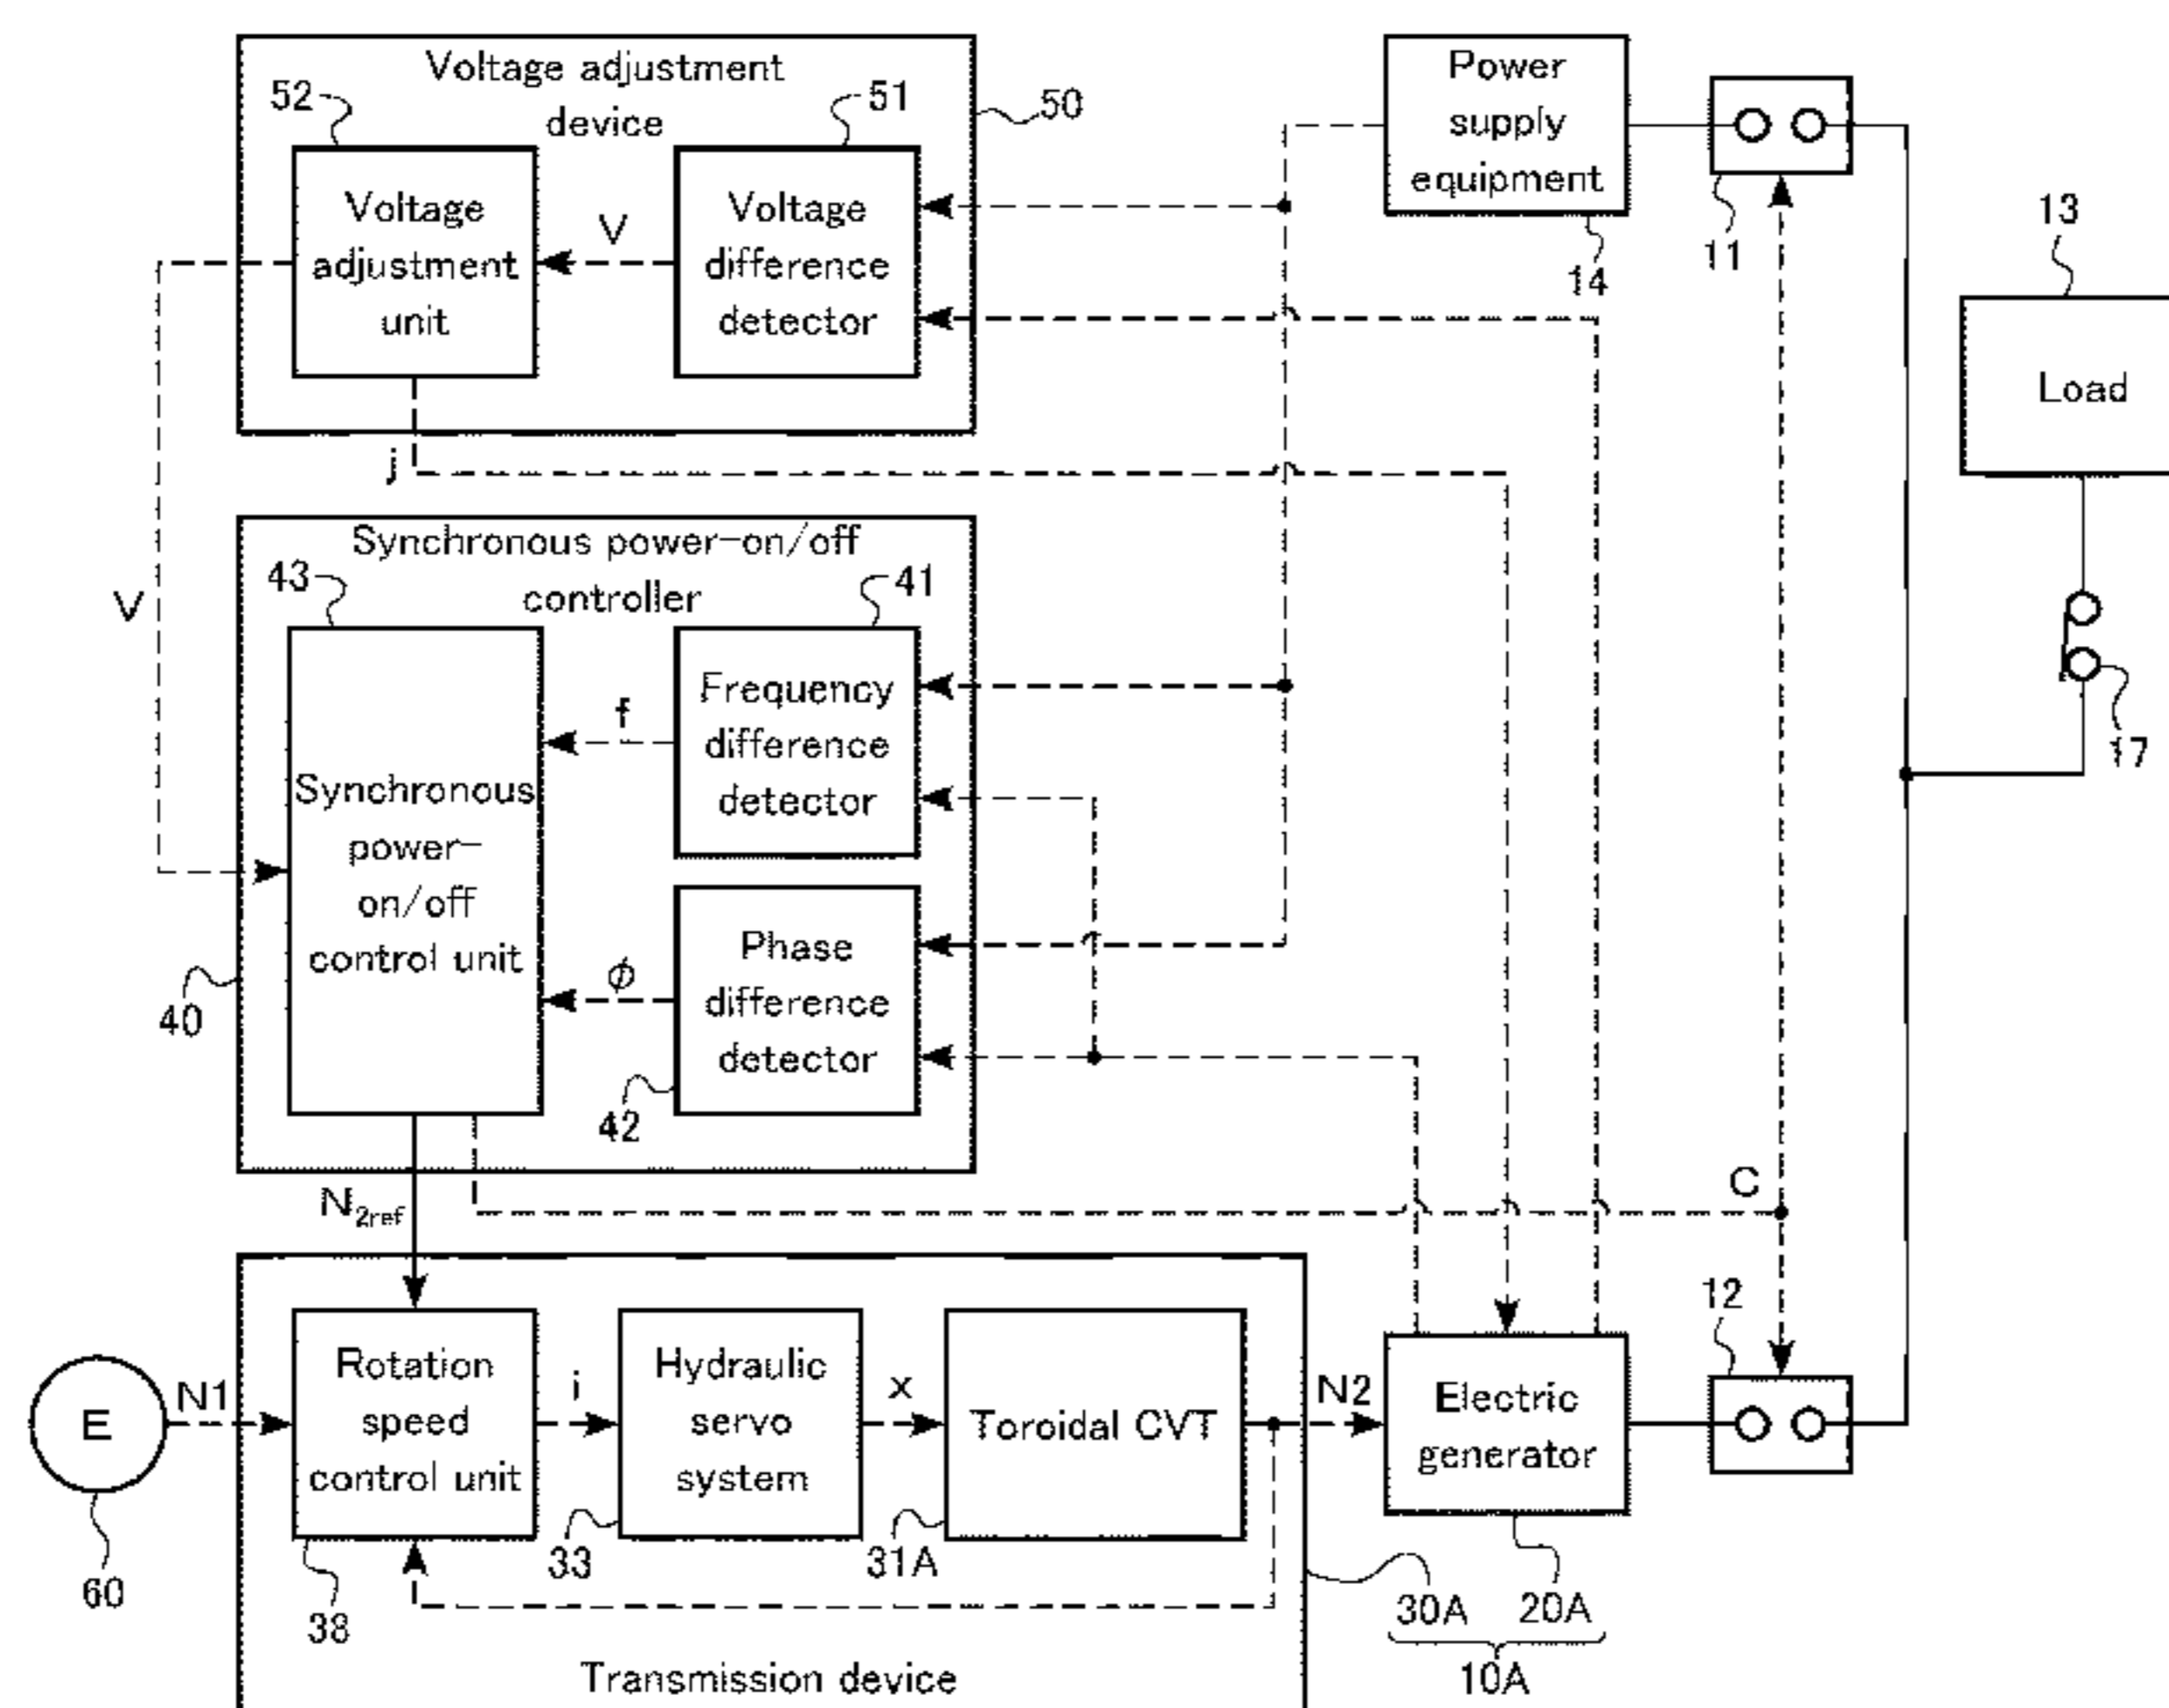 Voltage adjustment
device
52
51
50
Voltage
adjustment
unit
V
Voltage
difference
detector
Power
supply
equipment
14
11
13
Load
17
j
V
Synchronous power-on/off
controller
43
41
Synchronous
power-
on/off
control unit
f
Frequency
difference
detector
ϕ
Phase
difference
detector
40
42
N2ref
C
12
E
N1
60
Rotation
speed
control unit
38
i
Hydraulic
servo
system
33
x
Toroidal CVT
31A
N2
Electric
generator
30A
20A
10A
Transmission device